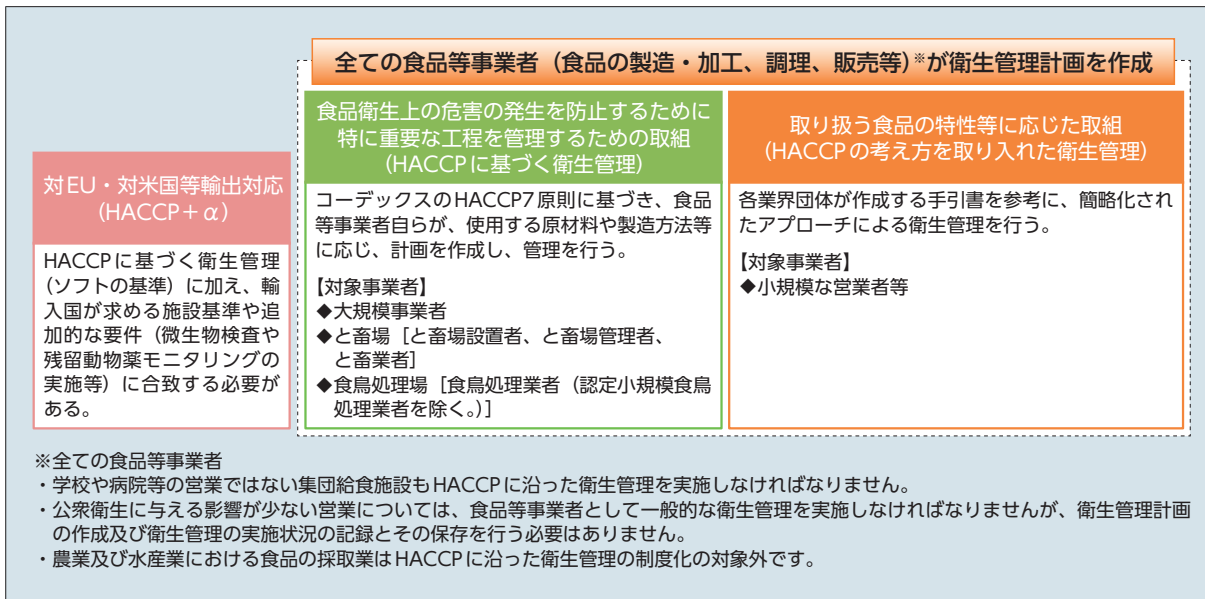 全ての食品等事業者（食品の製造・加工、調理、販売等）※が衛生管理計画を作成
対EU・対米国等輸出対応
（HACCP＋α）
HACCPに基づく衛生管理
（ソフトの基準）に加え、輸
入国が求める施設基準や追
加的な要件（微生物検査や
残留動物薬モニタリングの
実施等）に合致する必要が
ある。
食品衛生上の危害の発生を防止するために
特に重要な工程を管理するための取組
（HACCPに基づく衛生管理）
コーデックスのHACCP7原則に基づき、食品
等事業者自らが、使用する原材料や製造方法等
に応じ、計画を作成し、管理を行う。
【対象事業者】
◆大規模事業者
◆と畜場［と畜場設置者、と畜場管理者、
と畜業者］
◆食鳥処理場［食鳥処理業者（認定小規模食鳥
処理業者を除く。）］
取り扱う食品の特性等に応じた取組
（HACCPの考え方を取り入れた衛生管理）
各業界団体が作成する手引書を参考に、簡略化され
たアプローチによる衛生管理を行う。
【対象事業者】
◆小規模な営業者等
※全ての食品等事業者
・学校や病院等の営業ではない集団給食施設もHACCPに沿った衛生管理を実施しなければなりません。
・公衆衛生に与える影響が少ない営業については、食品等事業者として一般的な衛生管理を実施しなければなりませんが、衛生管理計画
の作成及び衛生管理の実施状況の記録とその保存を行う必要はありません。
・農業及び水産業における食品の採取業はHACCPに沿った衛生管理の制度化の対象外です。